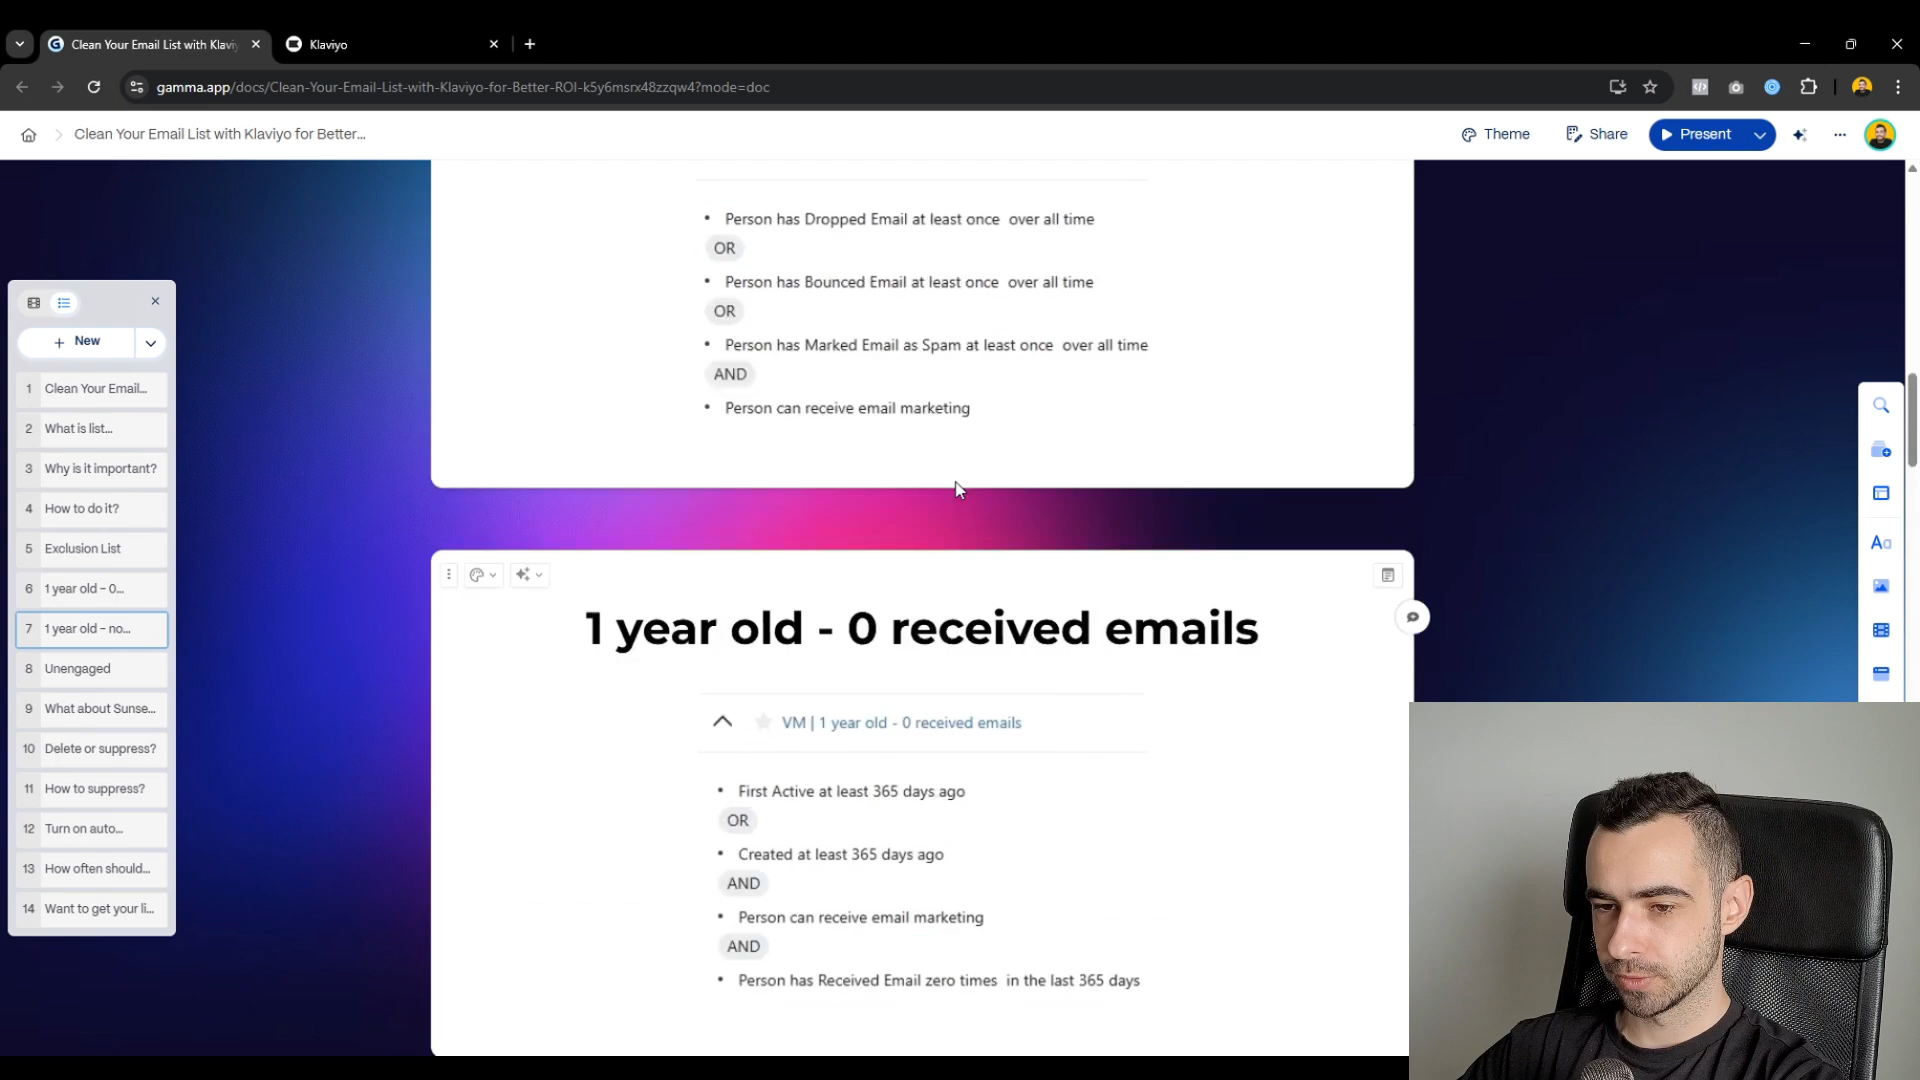 Clean Your Email List with Klaviy
Klaviyo
gamma.app/docs/Clean-Your-Email-List-with-Klaviyo-for-Better-ROI-k5y6msrx48zzqw4?mode=doc
Clean Your Email List with Klaviyo for Better...
Theme
Share
Present
Person has Dropped Email at least once over all time
OR
Person has Bounced Email at least once over all time
OR
Person has Marked Email as Spam at least once over all time
AND
Person can receive email marketing
+ New
1 Clean Your Email...
2 What is list...
3 Why is it important?
4 How to do it?
5 Exclusion List
6 1 year old - 0...
7 1 year old - no...
8 Unengaged
9 What about Sunse...
10 Delete or suppress?
11 How to suppress?
12 Turn on auto...
13 How often should...
14 Want to get your li...
1 year old - 0 received emails
VM | 1 year old - 0 received emails
First Active at least 365 days ago
OR
Created at least 365 days ago
AND
Person can receive email marketing
AND
Person has Received Email zero times in the last 365 days
Aa